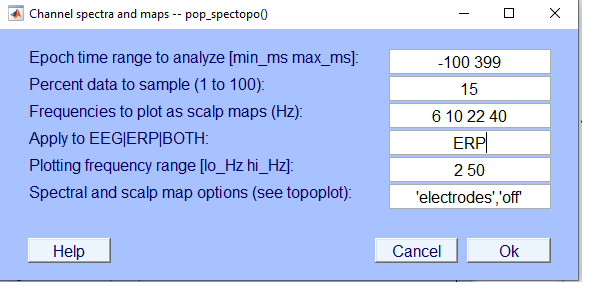 Channel spectra and maps -- pop_spectopo()
Epoch time range to analyze [min_ms max_ms]: -100 399
Percent data to sample (1 to 100): 15
Frequencies to plot as scalp maps (Hz): 6 10 22 40
Apply to EEG|ERP|BOTH: ERP
Plotting frequency range [lo_Hz hi_Hz]: 2 50
Spectral and scalp map options (see topoplot): 'electrodes','off'
Help Cancel Ok